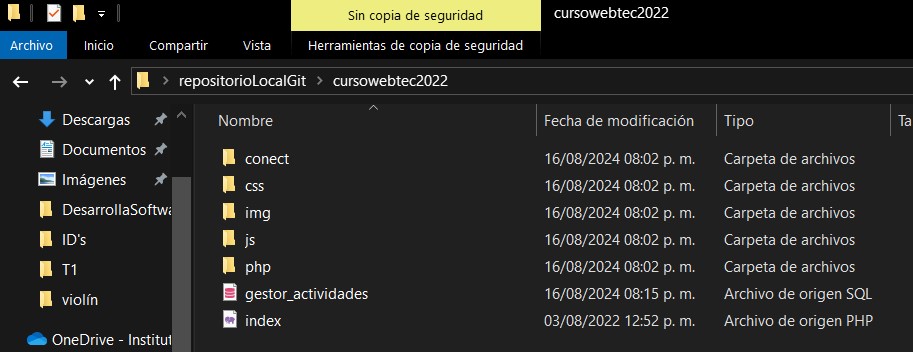 Sin copia de seguridad cursowebtec2022
Archivo Inicio Compartir Vista Herramientas de copia de seguridad
repositorioLocalGit cursowebtec2022
Descargas
Documentos
Imágenes
DesarrollaSoftwa
ID's
T1
violín
OneDrive - Institut
Nombre Fecha de modificación Tipo Ta
conect 16/08/2024 08:02 p. m. Carpeta de archivos
css 16/08/2024 08:02 p. m. Carpeta de archivos
img 16/08/2024 08:02 p. m. Carpeta de archivos
js 16/08/2024 08:02 p. m. Carpeta de archivos
php 16/08/2024 08:02 p. m. Carpeta de archivos
gestor_actividades 16/08/2024 08:15 p. m. Archivo de origen SQL
index 03/08/2022 12:52 p. m. Archivo de origen PHP